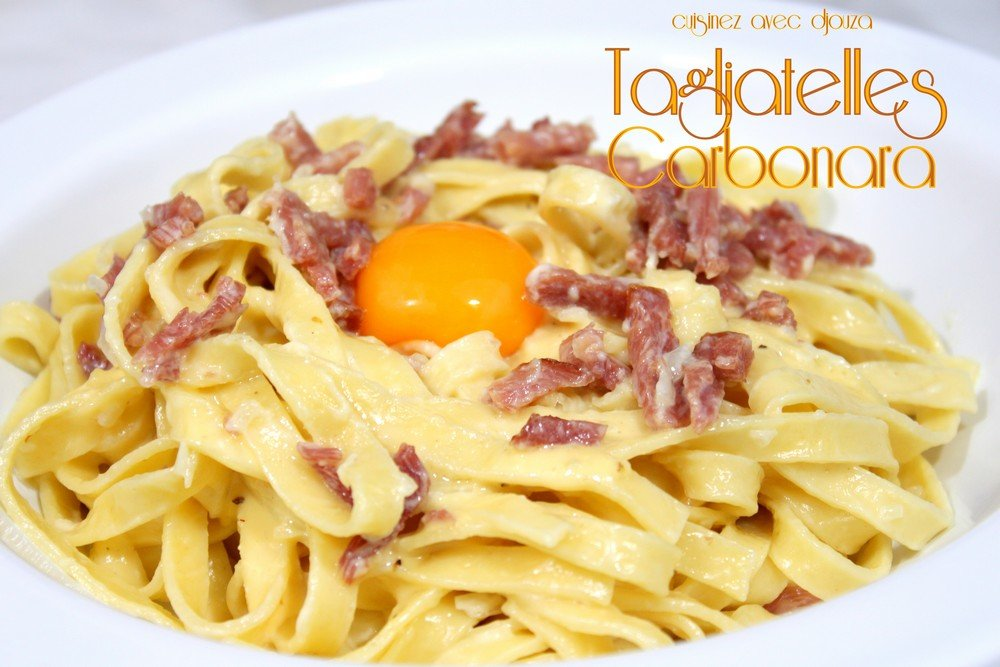 cuisinez avec djouza
Tagliatelles
Carbonara